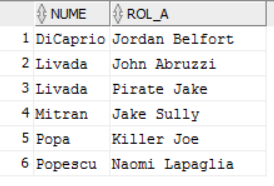 NUME ROL_A
1 DiCaprio Jordan Belfort
2 Livada John Abruzzi
3 Livada Pirate Jake
4 Mitran Jake Sully
5 Popa Killer Joe
6 Popescu Naomi Lapaglia